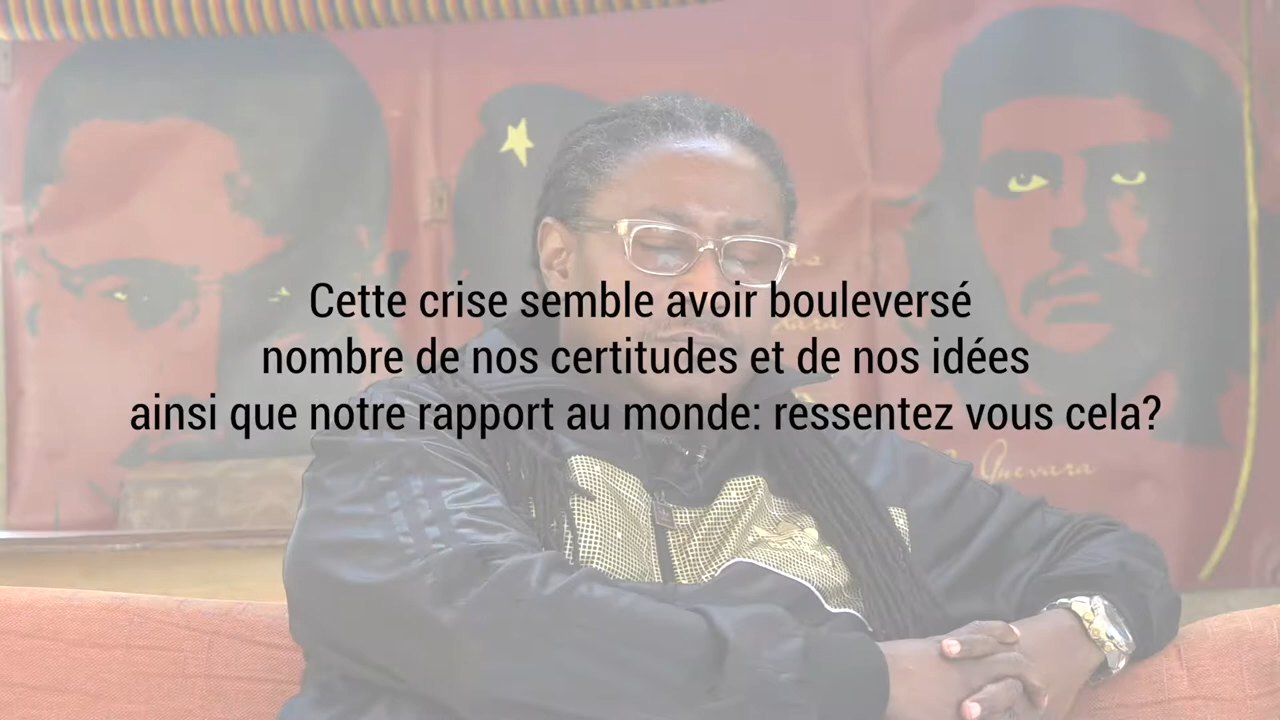 Cette crise semble avoir bouleversé
nombre de nos certitudes et de nos idées
ainsi que notre rapport au monde: ressentez vous cela?
Guevara